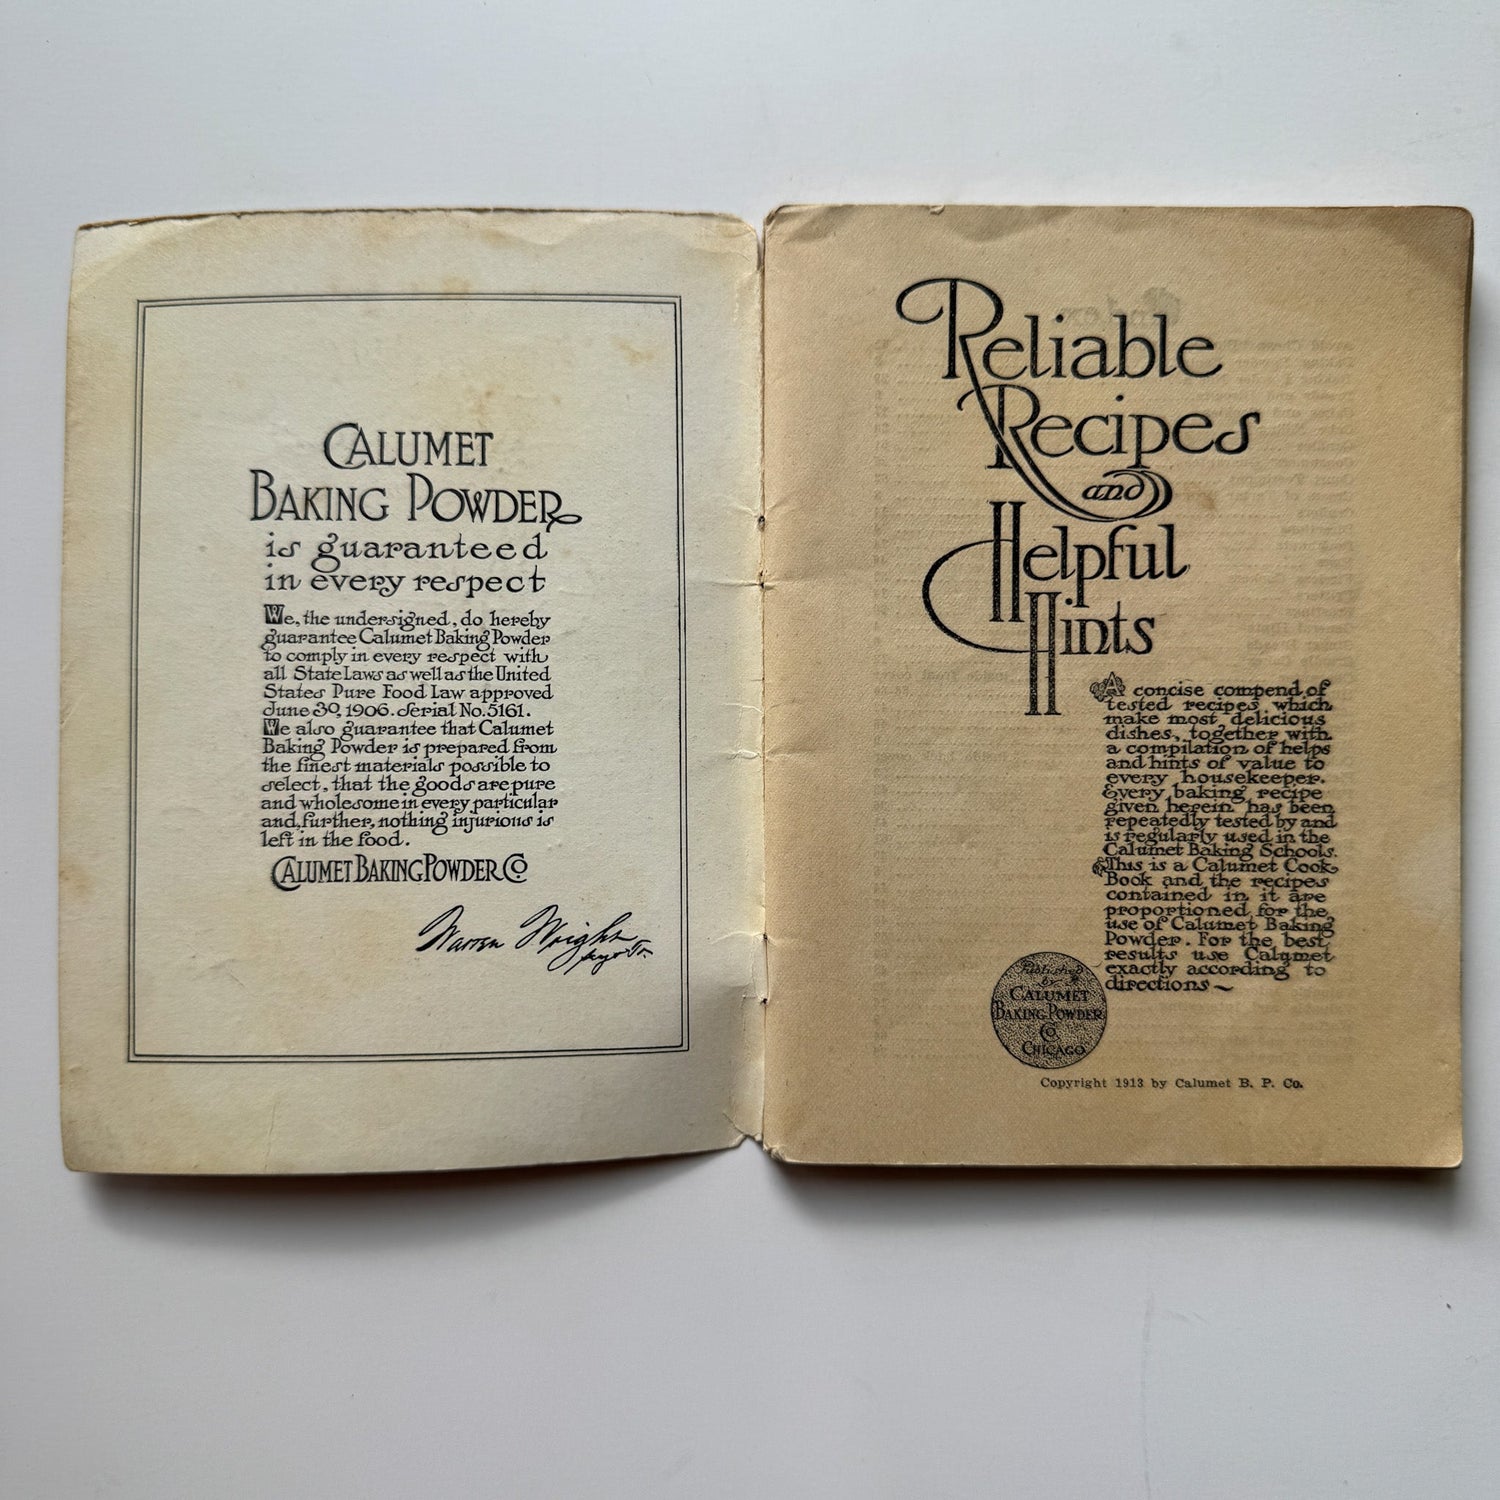 CALUMET
BAKING POWDER
is guaranteed
in every respect
We, the undersigned, do hereby
guarantee Calumet Baking Powder
to comply in every respect with
all State Laws as well as the United
States Pure Food Law approved
June 30, 1906. Serial No. 5161.
We also guarantee that Calumet
Baking Powder is prepared from
the finest materials possible to
select, that the goods are pure
and wholesome in every particular
and, further, nothing injurious is
left in the food.
CALUMET BAKING POWDER Co.
Warren Wright
Reliable
Recipes
and
Helpful
Hints
A concise compend of
tested recipes which
make most delicious
dishes, together with
a compilation of helps
and hints of value to
every housekeeper.
Every baking recipe
given herein has been
repeatedly tested by and
is regularly used in the
Calumet Baking Schools.
This is a Calumet Cook
Book and the recipes
contained in it are
proportioned for the
use of Calumet Baking
Powder. For the best
results use Calumet
exactly according to
directions ~
Published
by
CALUMET
BAKING POWDER
Co.
CHICAGO
Copyright 1913 by Calumet B. P. Co.